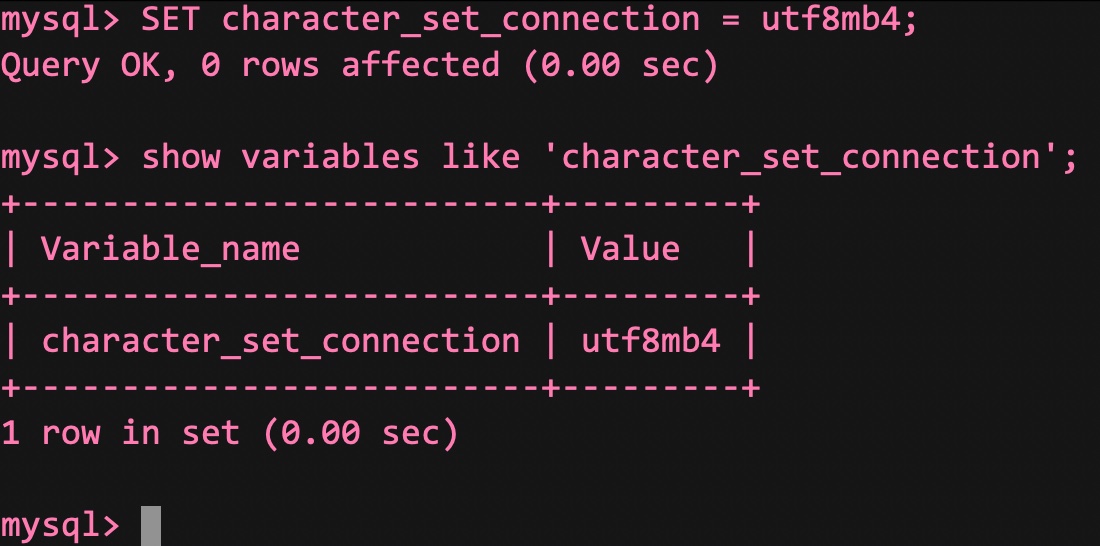 mysql> SET character_set_connection = utf8mb4;
Query OK, 0 rows affected (0.00 sec)
mysql> show variables like 'character_set_connection';
+--------------------------+---------+
| Variable_name            | Value   |
+--------------------------+---------+
| character_set_connection | utf8mb4 |
+--------------------------+---------+
1 row in set (0.00 sec)
mysql>